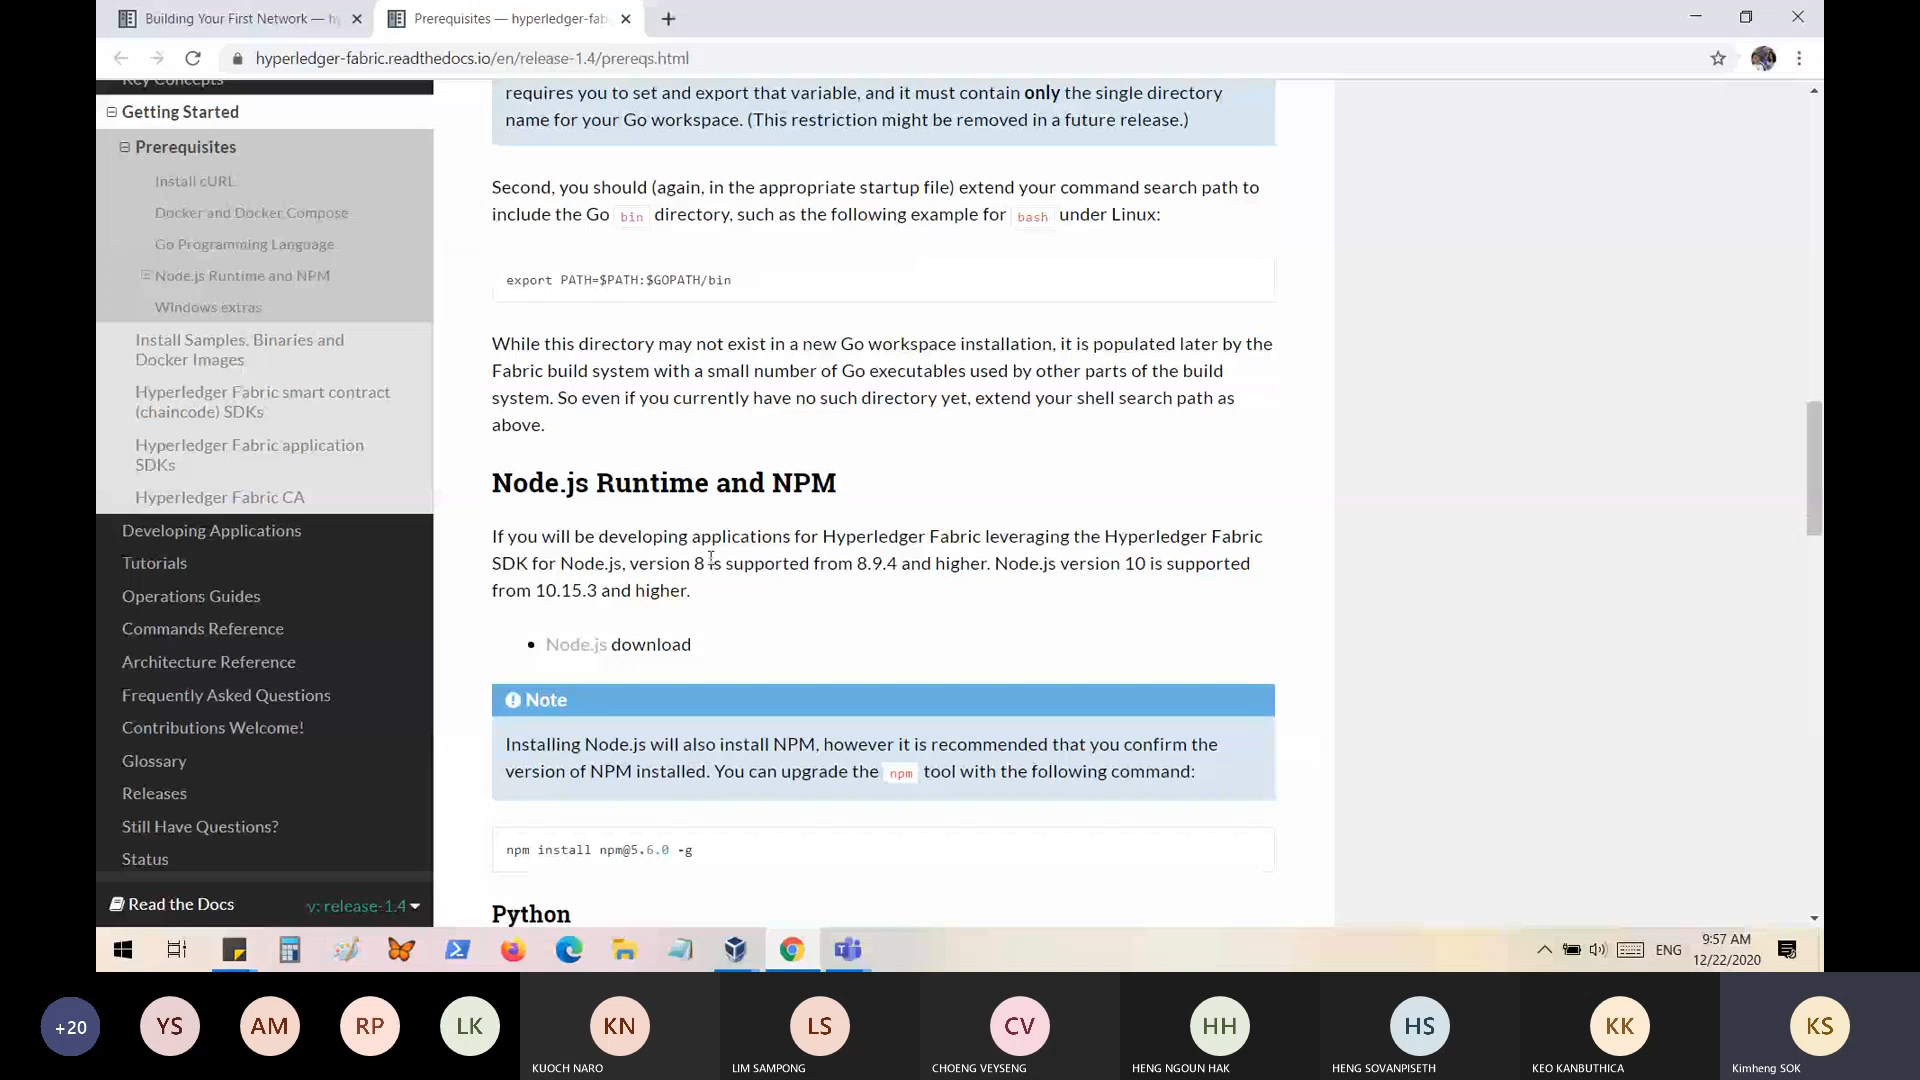 Building Your First Network — hy
Prerequisites — hyperledger-fab
hyperledger-fabric.readthedocs.io/en/release-1.4/prereqs.html
Key Concepts
Getting Started
Prerequisites
Install cURL
Docker and Docker Compose
Go Programming Language
Node.js Runtime and NPM
Windows extras
Install Samples, Binaries and
Docker Images
Hyperledger Fabric smart contract
(chaincode) SDKs
Hyperledger Fabric application
SDKs
Hyperledger Fabric CA
Developing Applications
Tutorials
Operations Guides
Commands Reference
Architecture Reference
Frequently Asked Questions
Contributions Welcome!
Glossary
Releases
Still Have Questions?
Status
Read the Docs
v: release-1.4
requires you to set and export that variable, and it must contain only the single directory
name for your Go workspace. (This restriction might be removed in a future release.)
Second, you should (again, in the appropriate startup file) extend your command search path to
include the Go bin directory, such as the following example for bash under Linux:
export PATH=$PATH:$GOPATH/bin
While this directory may not exist in a new Go workspace installation, it is populated later by the
Fabric build system with a small number of Go executables used by other parts of the build
system. So even if you currently have no such directory yet, extend your shell search path as
above.
Node.js Runtime and NPM
If you will be developing applications for Hyperledger Fabric leveraging the Hyperledger Fabric
SDK for Node.js, version 8 is supported from 8.9.4 and higher. Node.js version 10 is supported
from 10.15.3 and higher.
• Node.js download
Note
Installing Node.js will also install NPM, however it is recommended that you confirm the
version of NPM installed. You can upgrade the npm tool with the following command:
npm install npm@5.6.0 -g
Python
ENG
9:57 AM
12/22/2020
+20
YS
AM
RP
LK
KN
KUOCH NARO
LS
LIM SAMPONG
CV
CHOENG VEYSENG
HH
HENG NGOUN HAK
HS
HENG SOVANPISETH
KK
KEO KANBUTHICA
KS
Kimheng SOK